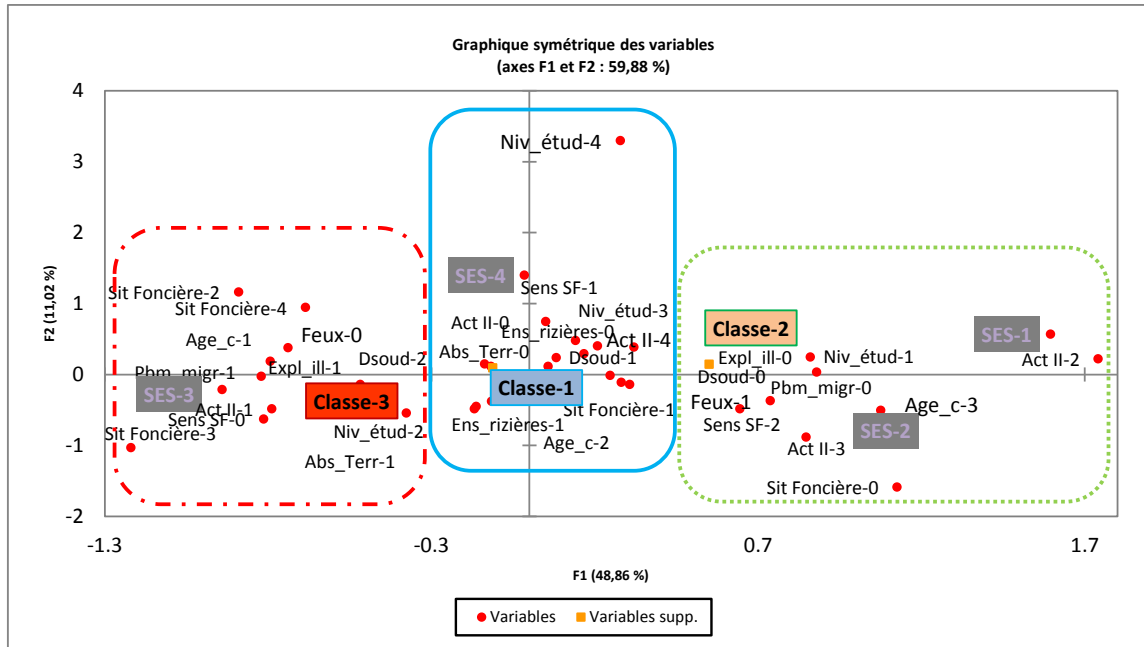 Graphique symétrique des variables
(axes F1 et F2 : 59,88 %)
4
3
2
1
0
-1
-2
F2 (11,02 %)
Niv_étud-4
SES-4
Sens SF-1
Sit Foncière-2
Sit Foncière-4
Act II-0
Niv_étud-3
Ens_rizières-0
Age_c-1
Feux-0
Act II-4
Classe-2
SES-1
Abs_Terr-0
Dsoud-2
Dsoud-1
Expl_ill-0
Niv_étud-1
Act II-2
Pbm_migr-1
Expl_ill-1
Dsoud-0
Pbm_migr-0
SES-3
Classe-3
Classe-1
Act II-1
Sens SF-0
Sit Foncière-1
Feux-1
Age_c-3
Sit Foncière-3
Niv_étud-2
Ens_rizières-1
Sens SF-2
SES-2
Abs_Terr-1
Age_c-2
Act II-3
Sit Foncière-0
-1.3
-0.3
0.7
1.7
F1 (48,86 %)
Variables
Variables supp.